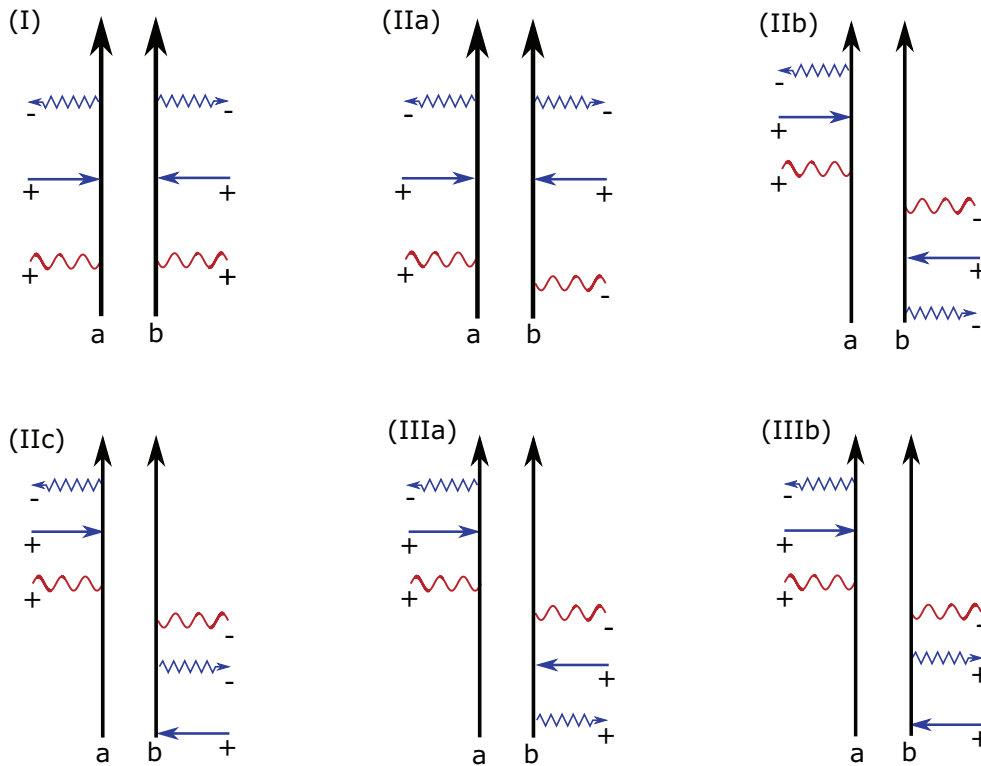 (I)
- -
+ +
+ +
a b
(IIa)
- -
+ +
+ -
a b
(IIb)
-
+
+
-
+
-
a b
(IIc)
-
+
+
-
-
+
a b
(IIIa)
-
+
+
-
+
+
a b
(IIIb)
-
+
+
-
+
+
a b